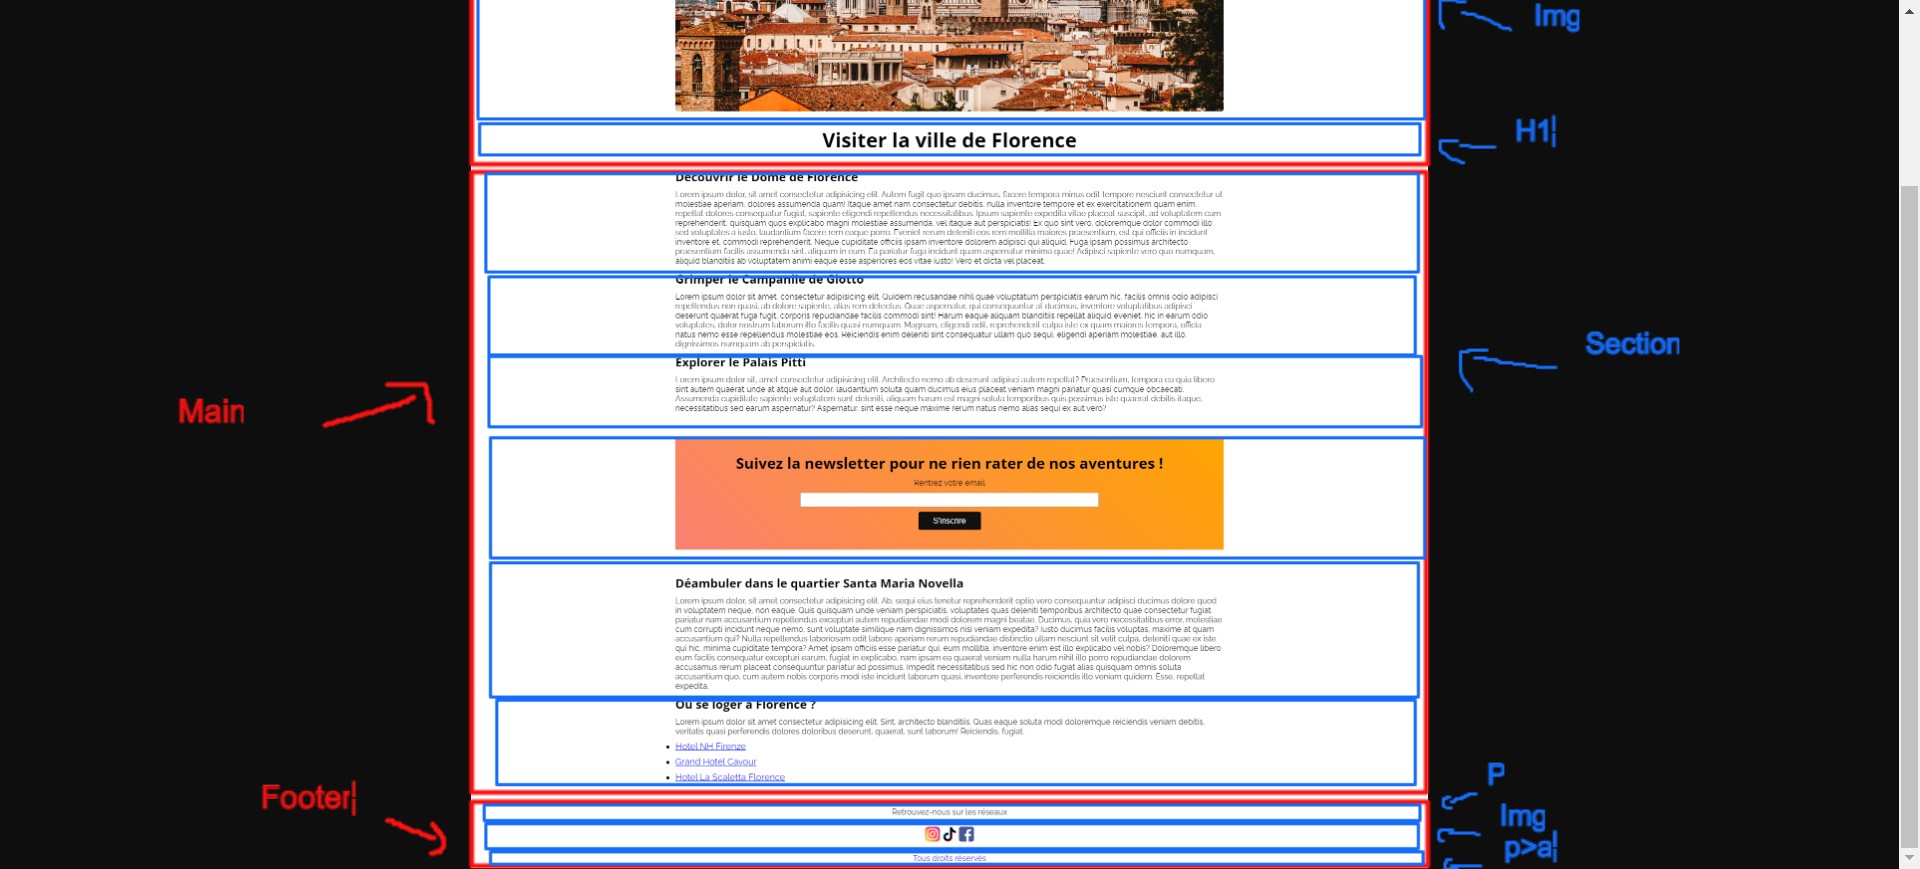 Img
Visiter la ville de Florence
H1
Découvrir le Dôme de Florence
Lorem ipsum dolor, sit amet consectetur adipisicing elit. Autem fugit quo ipsam ducimus, facere tempora minus odit tempore nesciunt consectetur ut
molestiae aperiam, dolores assumenda quam! Itaque amet nam consectetur debitis, nulla inventore tempore et ex exercitationem quam enim,
repellat dolores consequatur fugiat, sapiente eligendi repellendus necessitatibus. Ipsum sapiente expedita vitae placeat suscipit, ad voluptatem cum
reprehenderit, quisquam quos explicabo magni molestiae assumenda, vel itaque aut perspiciatis! Ex quo sint vero, doloremque dolor commodi illo
sed voluptates a iusto, laudantium facere rem eaque porro. Eveniet rerum deleniti eos rem mollitia maiores praesentium, est qui officiis in incidunt
inventore et, commodi reprehenderit. Neque cupiditate officiis ipsam inventore dolorem adipisci qui aliquid. Fuga ipsam possimus architecto
praesentium facilis assumenda sint, aliquam in eum. Ea pariatur fuga incidunt quam aspernatur minima quae! Adipisci sapiente vero quo numquam,
aliquid blanditiis ab voluptatem animi eaque esse asperiores eos vitae iusto! Vero et dicta vel placeat.
Grimper le Campanile de Giotto
Lorem ipsum dolor sit amet, consectetur adipisicing elit. Quidem recusandae nihil quae voluptatum perspiciatis earum hic, facilis omnis odio adipisci
repellendus non quasi, ab dolore sapiente, alias rem delectus. Quae aspernatur, qui consequuntur at ducimus, inventore voluptatibus adipisci
deserunt quaerat fuga fugit, corporis repudiandae facilis commodi sint! Harum eaque aliquam blanditiis repellat aliquid eveniet, hic in earum odio
voluptates, dolor nostrum laborum illo facilis quasi numquam. Magnam, eligendi odit, reprehenderit culpa iste ex quam maiores tempora, officia
natus nemo esse repellendus molestiae eos. Reiciendis enim deleniti sint consequatur ullam quo sequi, eligendi aperiam molestiae, aut illo,
dignissimos numquam ab perspiciatis.
Section
Explorer le Palais Pitti
Lorem ipsum dolor sit, amet consectetur adipisicing elit. Architecto nemo ab deserunt adipisci autem repellat? Praesentium, tempora ea quia libero
sint autem quaerat unde at atque aut dolor, laudantium soluta quam ducimus eius placeat veniam magni pariatur quasi cumque obcaecati.
Assumenda cupiditate sapiente voluptatem sunt deleniti, aliquam harum est magni soluta temporibus quis possimus iste quaerat debitis itaque,
necessitatibus sed earum aspernatur? Aspernatur, sint esse neque maxime rerum natus nemo alias sequi ex aut vero?
Main
Suivez la newsletter pour ne rien rater de nos aventures !
Rentrez votre email
S'inscrire
Déambuler dans le quartier Santa Maria Novella
Lorem ipsum dolor, sit amet consectetur adipisicing elit. Ab, sequi eius tenetur reprehenderit optio vero consequuntur adipisci ducimus dolore quod
in voluptatem neque, non eaque. Quis quisquam unde veniam perspiciatis, voluptates quas deleniti temporibus architecto quae consectetur fugiat
pariatur nam accusantium repellendus excepturi autem repudiandae modi dolorem magni beatae. Ducimus, quia vero necessitatibus error, molestiae
cum corrupti incidunt neque nemo, sunt voluptate similique nam dignissimos nisi veniam expedita? Iusto ducimus facilis voluptas, maxime at quam
accusantium qui? Nulla repellendus laboriosam odit labore aperiam rerum repudiandae distinctio ullam nesciunt sit velit culpa, deleniti quae ex iste
qui hic, minima cupiditate tempora? Amet ipsam officiis esse pariatur qui, eum mollitia, inventore enim est illo explicabo vel nobis? Doloremque libero
eum facilis consequatur excepturi earum, fugiat in explicabo, nam ipsam ea quaerat veniam nulla harum nihil illo porro repudiandae dolorem
accusamus rerum placeat consequuntur pariatur ad possimus. Impedit necessitatibus sed hic non odio fugiat alias quisquam omnis soluta
accusantium quo, cum autem nobis corporis modi iste incidunt laborum quasi, inventore perferendis reiciendis illo veniam quidem. Esse, repellat
expedita.
Où se loger à Florence ?
Lorem ipsum dolor sit amet consectetur adipisicing elit. Sint, architecto blanditiis. Quas eaque soluta modi doloremque reiciendis veniam debitis,
veritatis quasi perferendis dolores doloribus deserunt, quaerat, sunt laborum! Reiciendis, fugiat.
Hotel NH Firenze
Grand Hotel Cavour
Hotel La Scaletta Florence
Footer
P
Retrouvez-nous sur les réseaux
Img
p>a
Tous droits réservés